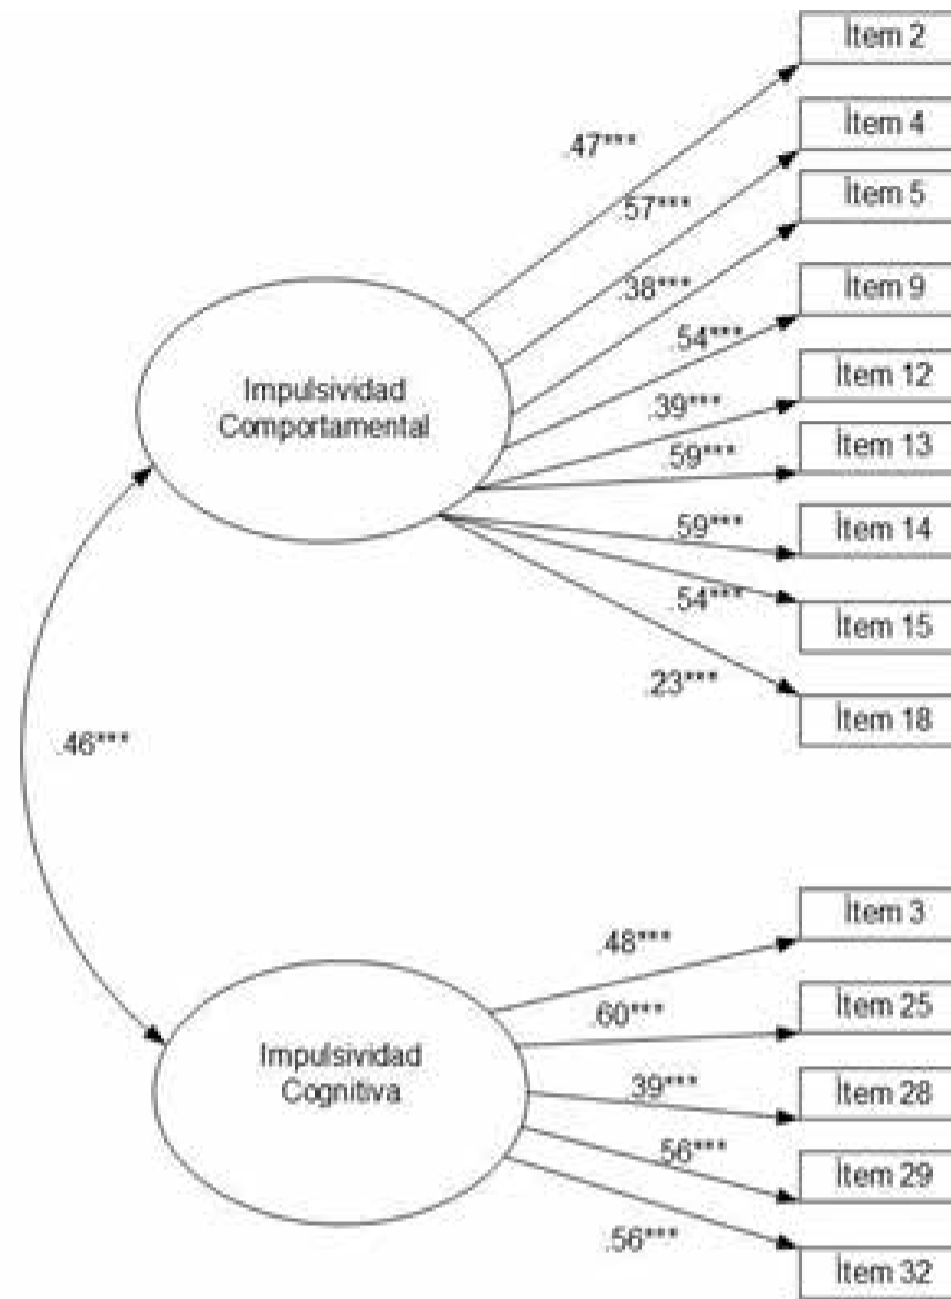 Ítem 2
.47***
Ítem 4
.57***
Ítem 5
.38***
Ítem 9
.54***
Impulsividad
Comportamental
Ítem 12
.39***
Ítem 13
.59***
Ítem 14
.59***
.54***
Ítem 15
.23***
Ítem 18
.46***
Ítem 3
.48***
Ítem 25
.60***
Impulsividad
Cognitiva
.39***
Ítem 28
.56***
Ítem 29
.56***
Ítem 32